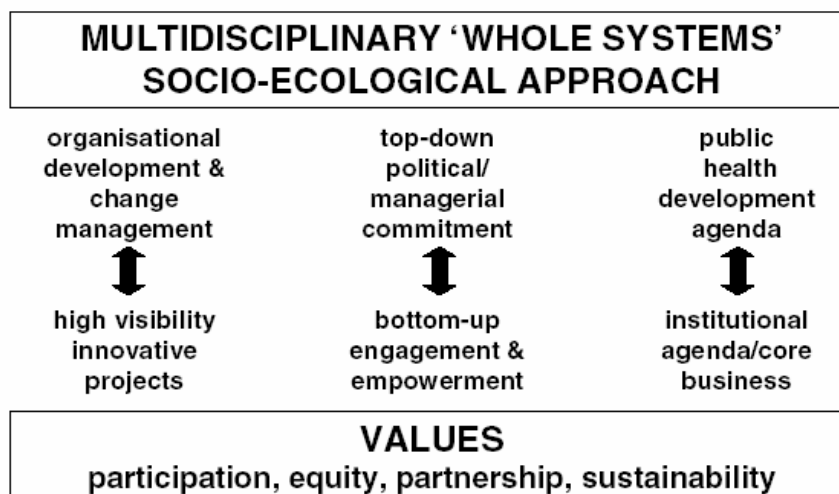 MULTIDISCIPLINARY ‘WHOLE SYSTEMS’
SOCIO-ECOLOGICAL APPROACH
organisational
development &
change
management
top-down
political/
managerial
commitment
public
health
development
agenda
high visibility
innovative
projects
bottom-up
engagement &
empowerment
institutional
agenda/core
business
VALUES
participation, equity, partnership, sustainability